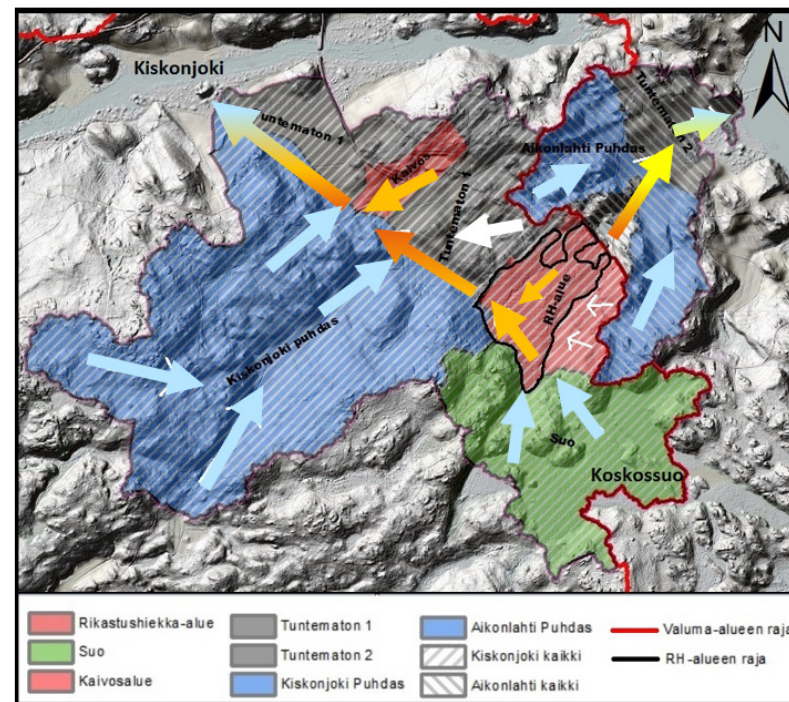 Kiskonjoki
N
untematon 1
Tuntematon 2
Aikonlahti Puhdas
Kaivos
Tuntematon 1
RH-alue
Kiskonjoki puhdas
Suo
Koskossuo
Rikastushiekka-alue
Suo
Kaivosalue
Tuntematon 1
Tuntematon 2
Kiskonjoki Puhdas
Aikonlahti Puhdas
Kiskonjoki kaikki
Aikonlahti kaikki
Valuma-alueen raja
RH-alueen raja